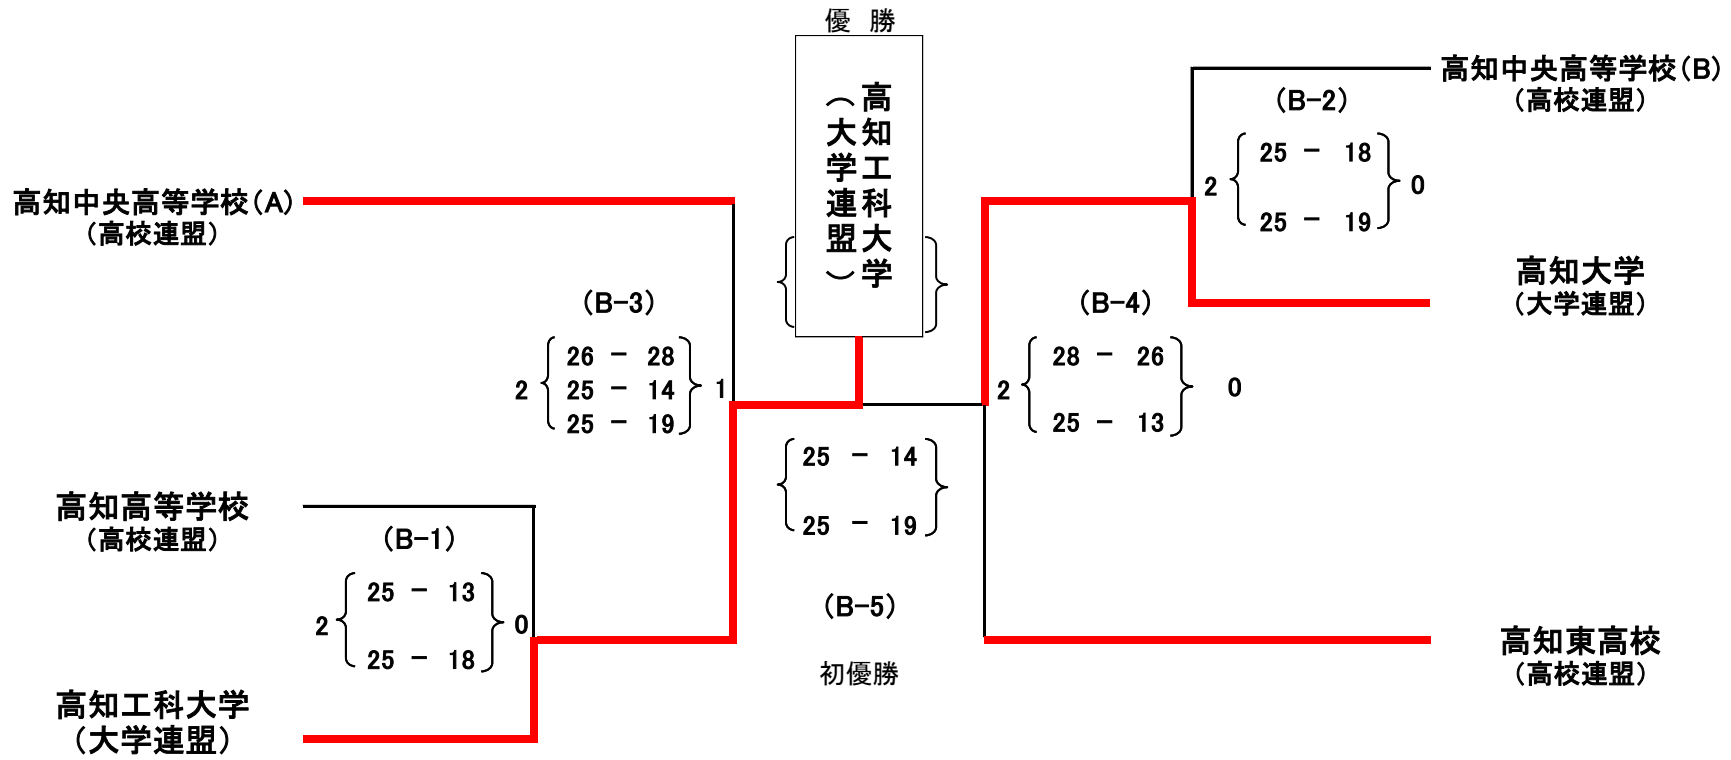 優 勝
高知工科大学
(大学連盟)
高知中央高等学校(A)
(高校連盟)
高知高等学校
(高校連盟)
高知工科大学
(大学連盟)
(B-1)
2 25 - 13 0
25 - 18
(B-3)
26 - 28
2 25 - 14 1
25 - 19
25 - 14
25 - 19
(B-5)
初優勝
高知中央高等学校(B)
(高校連盟)
(B-2)
25 - 18
2 0
25 - 19
高知大学
(大学連盟)
(B-4)
28 - 26
2 0
25 - 13
高知東高校
(高校連盟)